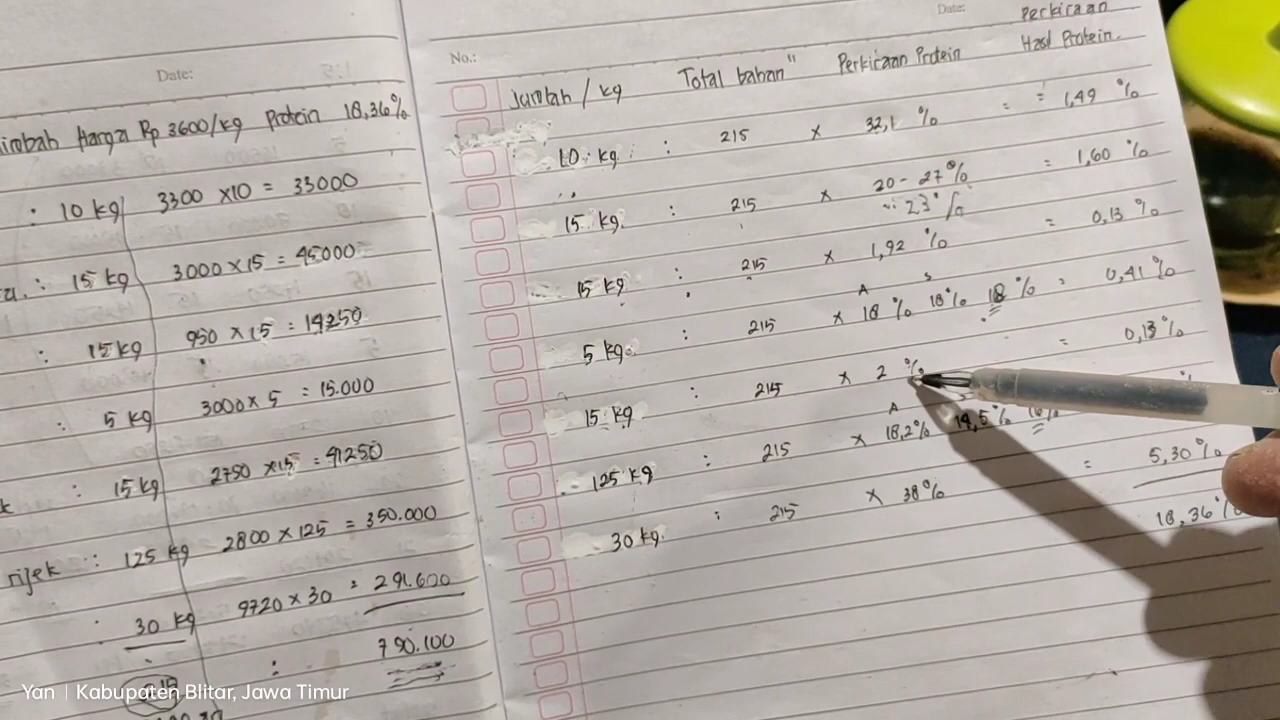 Date:
Harga Rp 3600/kg Protein 18,36%
: 10 kg 3300 x10 = 33000
: 15 kg 3000 x 15 = 45000
: 15 kg 950 x 15 = 14250
: 5 kg 3000 x 5 = 15.000
: 15 kg 2750 x 15 = 41250
rijek : 125 kg 2800 x 125 = 350.000
: 30 kg 9720 x 30 = 291.600
: 790.100
No.:
Date:
Perkiraan
Jumlah / kg Total bahan" Perkiraan Protein Hasil Protein.
10 kg : 215 x 32,1 % = = 1,49 %
15 kg : 215 x 20 - 27% = 1,60 %
23 %
15 kg : 215 x 1,92 % = 0,13 %
A S
5 kg : 215 x 18 % 18 % 18 % = 0,41 %
15 kg : 215 x 2 % = 0,13 %
A
125 kg : 215 x 18,2% 14,5%
30 kg : 215 x 38% = 5,30 %
18,36 %
Yan | Kabupaten Blitar, Jawa Timur